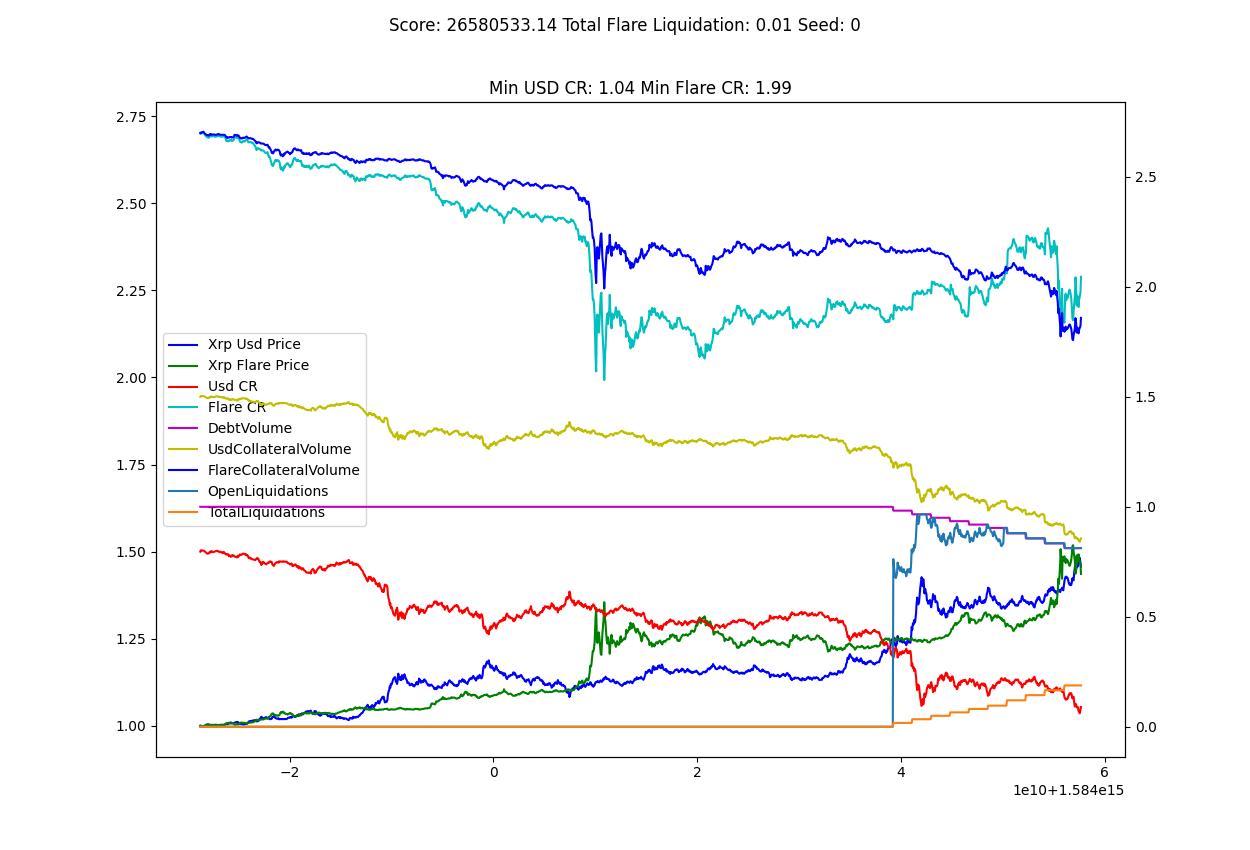 Score: 26580533.14 Total Flare Liquidation: 0.01 Seed: 0
Min USD CR: 1.04 Min Flare CR: 1.99
2.75
2.50
2.25
2.00
1.75
1.50
1.25
1.00
2.5
2.0
1.5
1.0
0.5
0.0
Xrp Usd Price
Xrp Flare Price
Usd CR
Flare CR
DebtVolume
UsdCollateralVolume
FlareCollateralVolume
OpenLiquidations
TotalLiquidations
−2 0 2 4 6
1e10+1.584e15